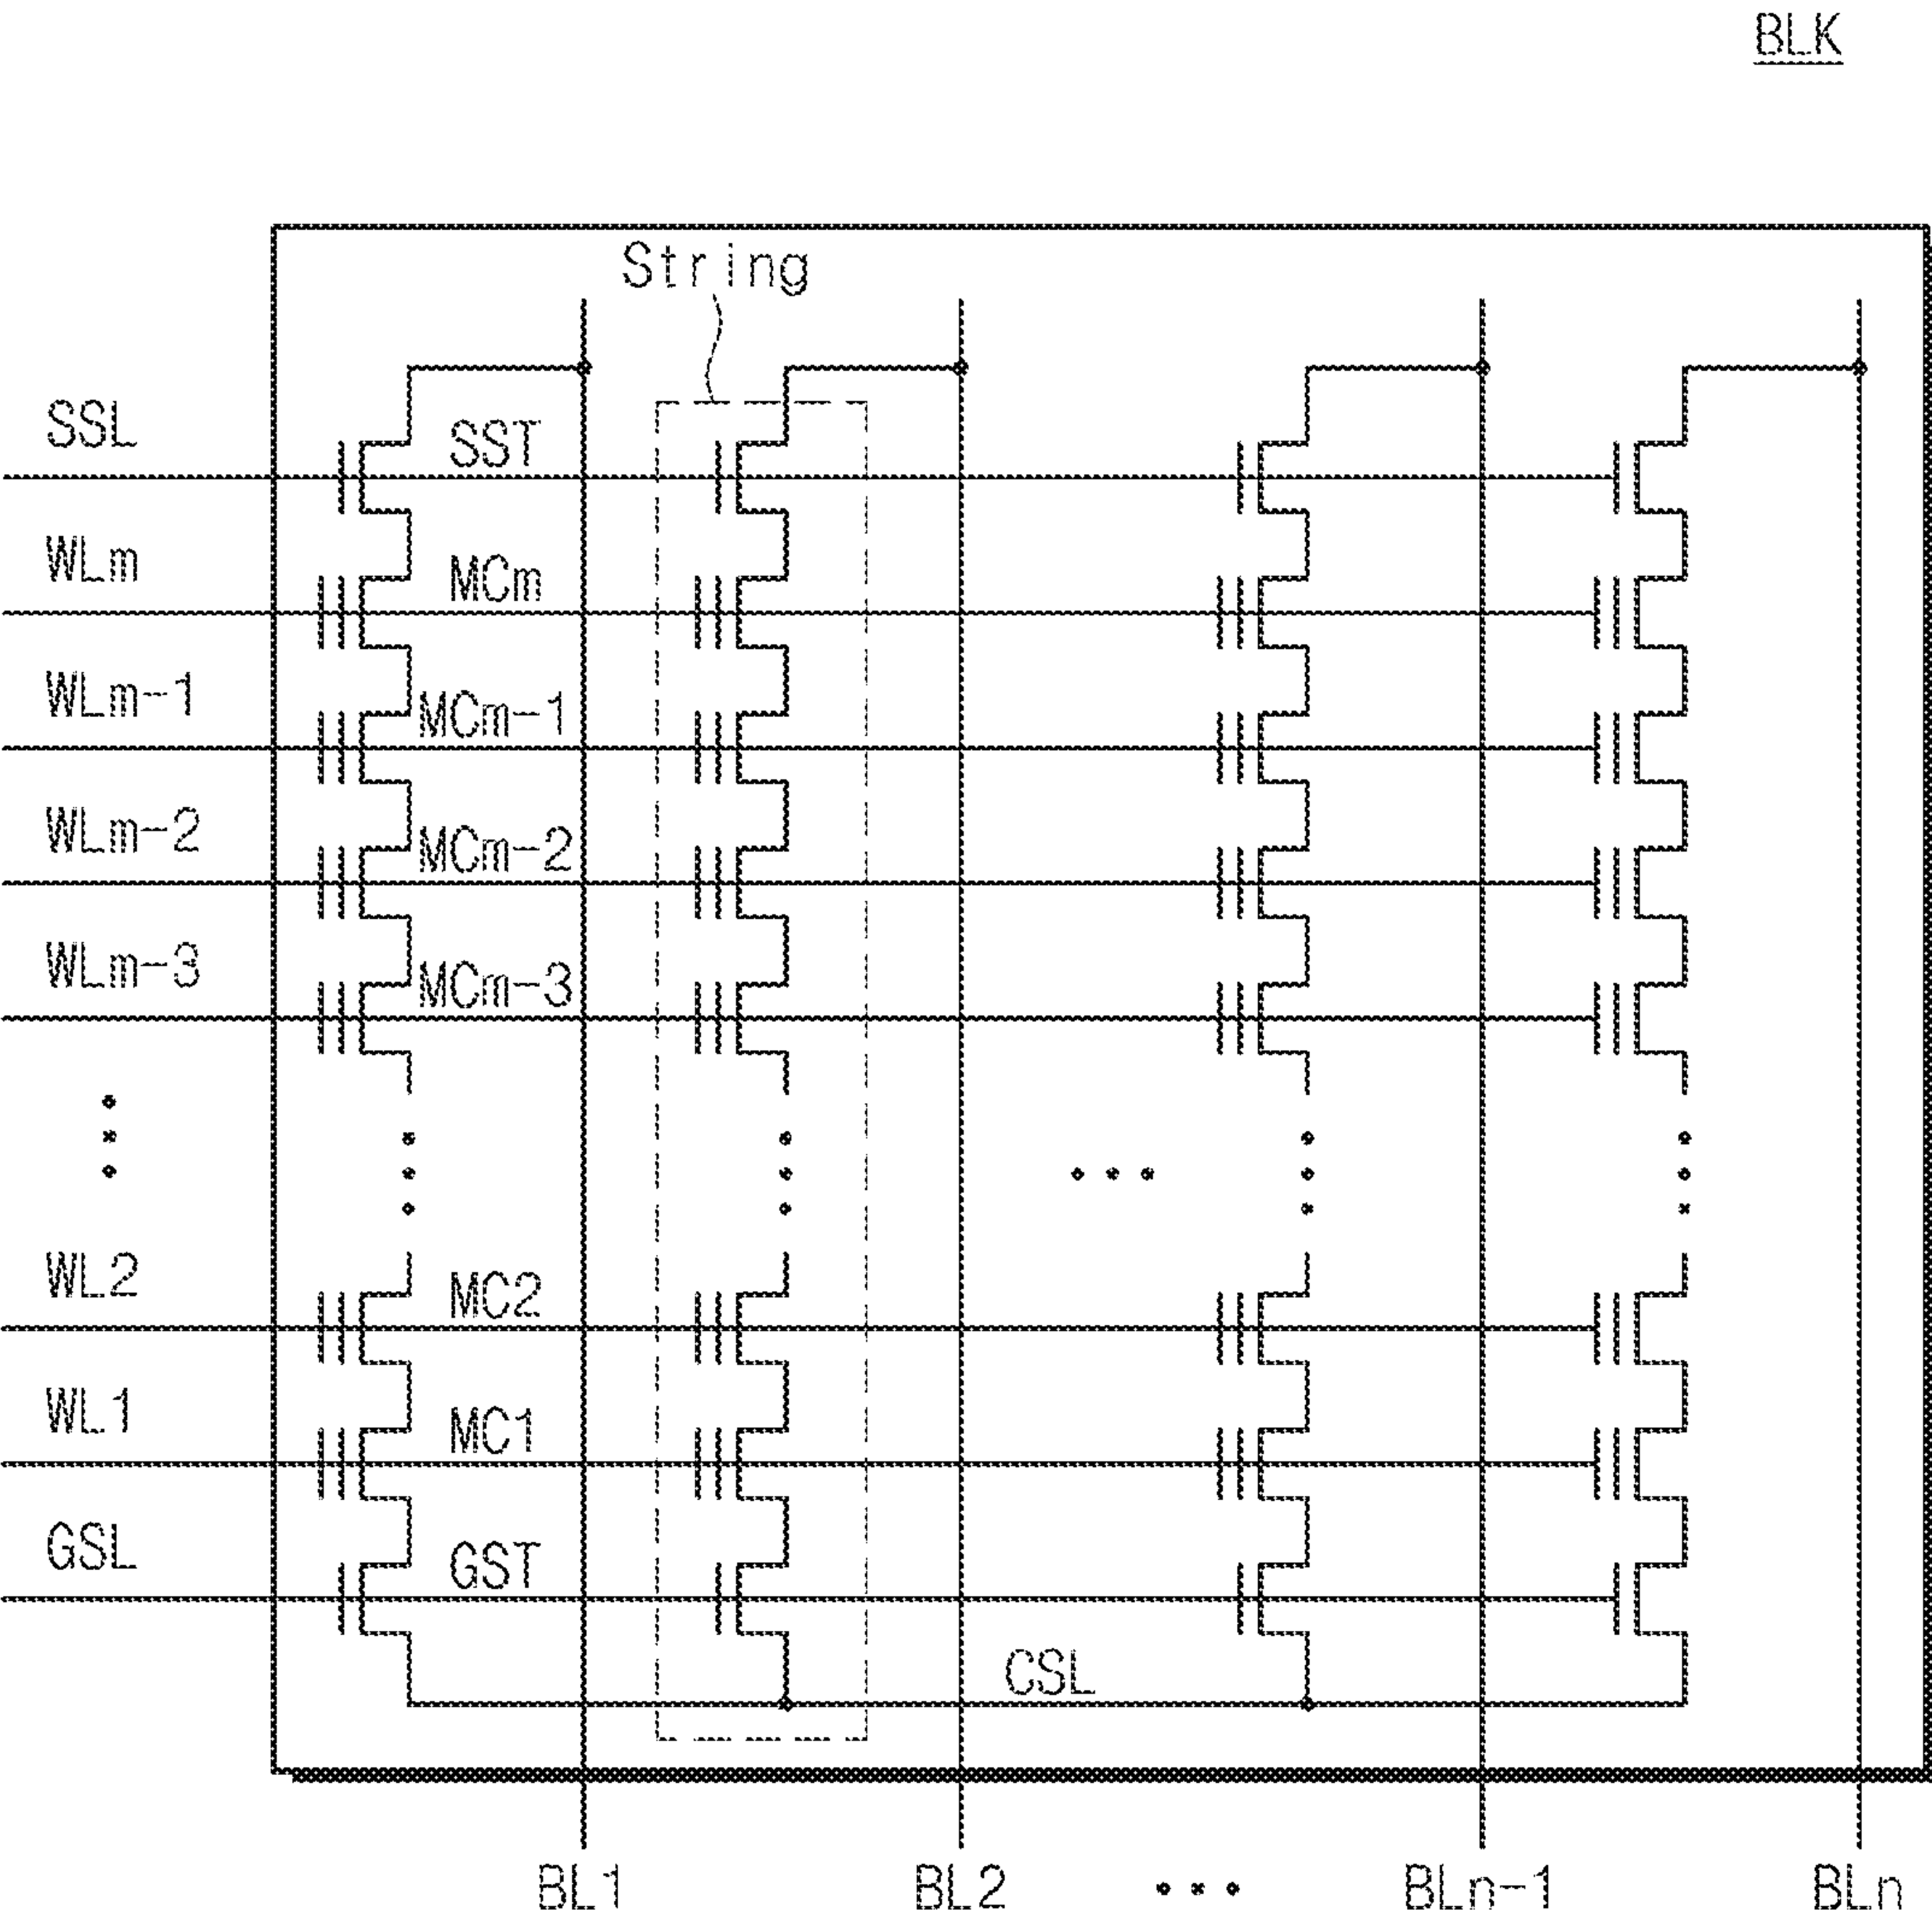 BLK
String
SSL
SST
WLm
MCm
WLm-1
MCm-1
WLm-2
MCm-2
WLm-3
MCm-3
WL2
MC2
WL1
MC1
GSL
GST
CSL
BL1 BL2 ... BLn-1 BLn